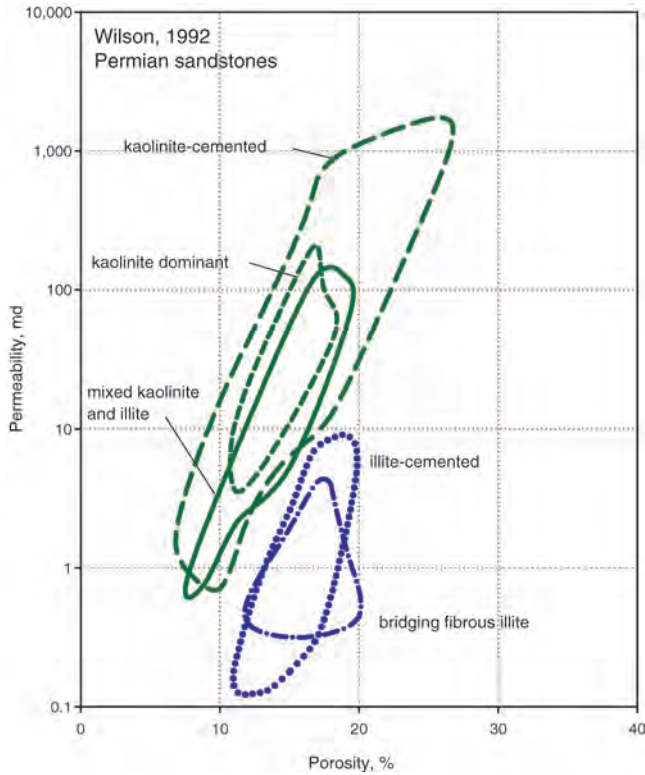 Wilson, 1992
Permian sandstones
10,000
1,000
100
10
1
0.1
Permeability, md
kaolinite-cemented
kaolinite dominant
mixed kaolinite
and illite
illite-cemented
bridging fibrous illite
0
10
20
30
40
Porosity, %